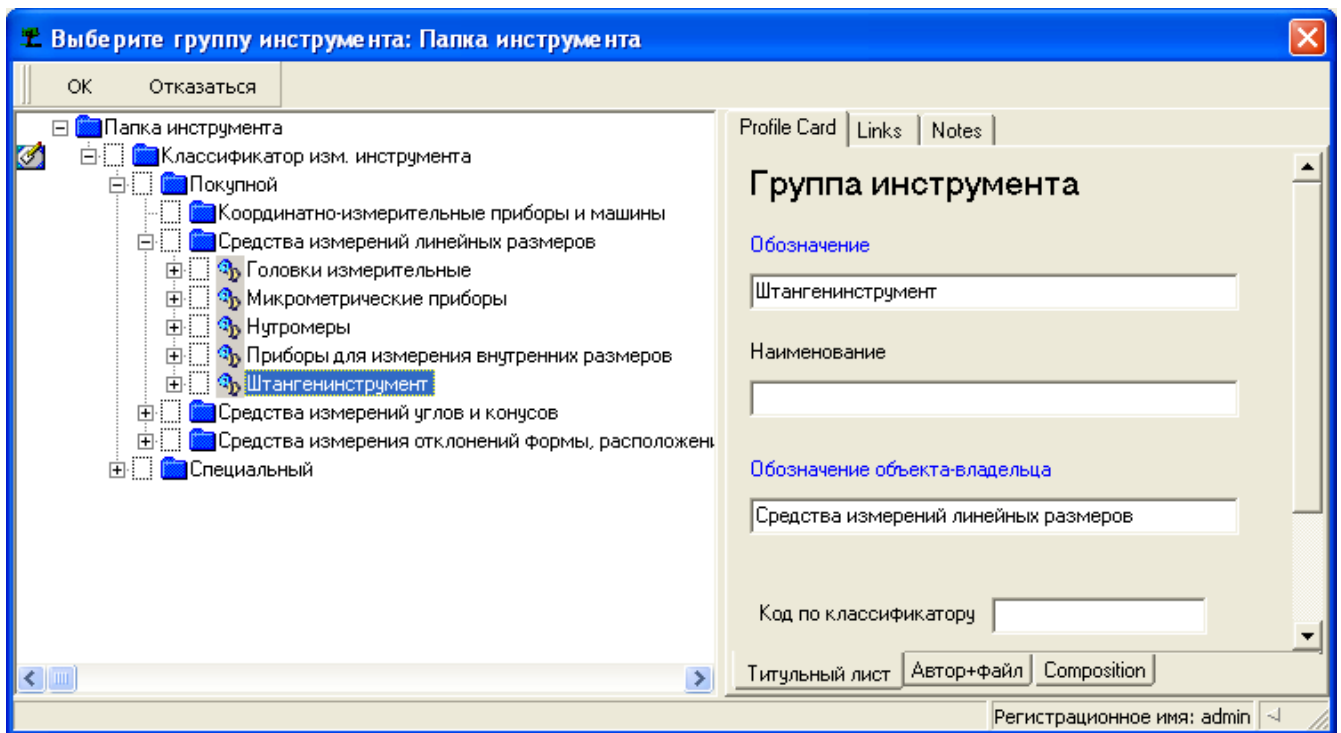 Выберите группу инструмента: Папка инструмента
OK Отказаться
Папка инструмента
Классификатор изм. инструмента
Покупной
Координатно-измерительные приборы и машины
Средства измерений линейных размеров
Головки измерительные
Микрометрические приборы
Нутромеры
Приборы для измерения внутренних размеров
Штангенинструмент
Средства измерений углов и конусов
Средства измерения отклонений формы, расположени
Специальный
Profile Card Links Notes
Группа инструмента
Обозначение
Штангенинструмент
Наименование
Обозначение объекта-владельца
Средства измерений линейных размеров
Код по классификатору
Титульный лист Автор+файл Composition
Регистрационное имя: admin